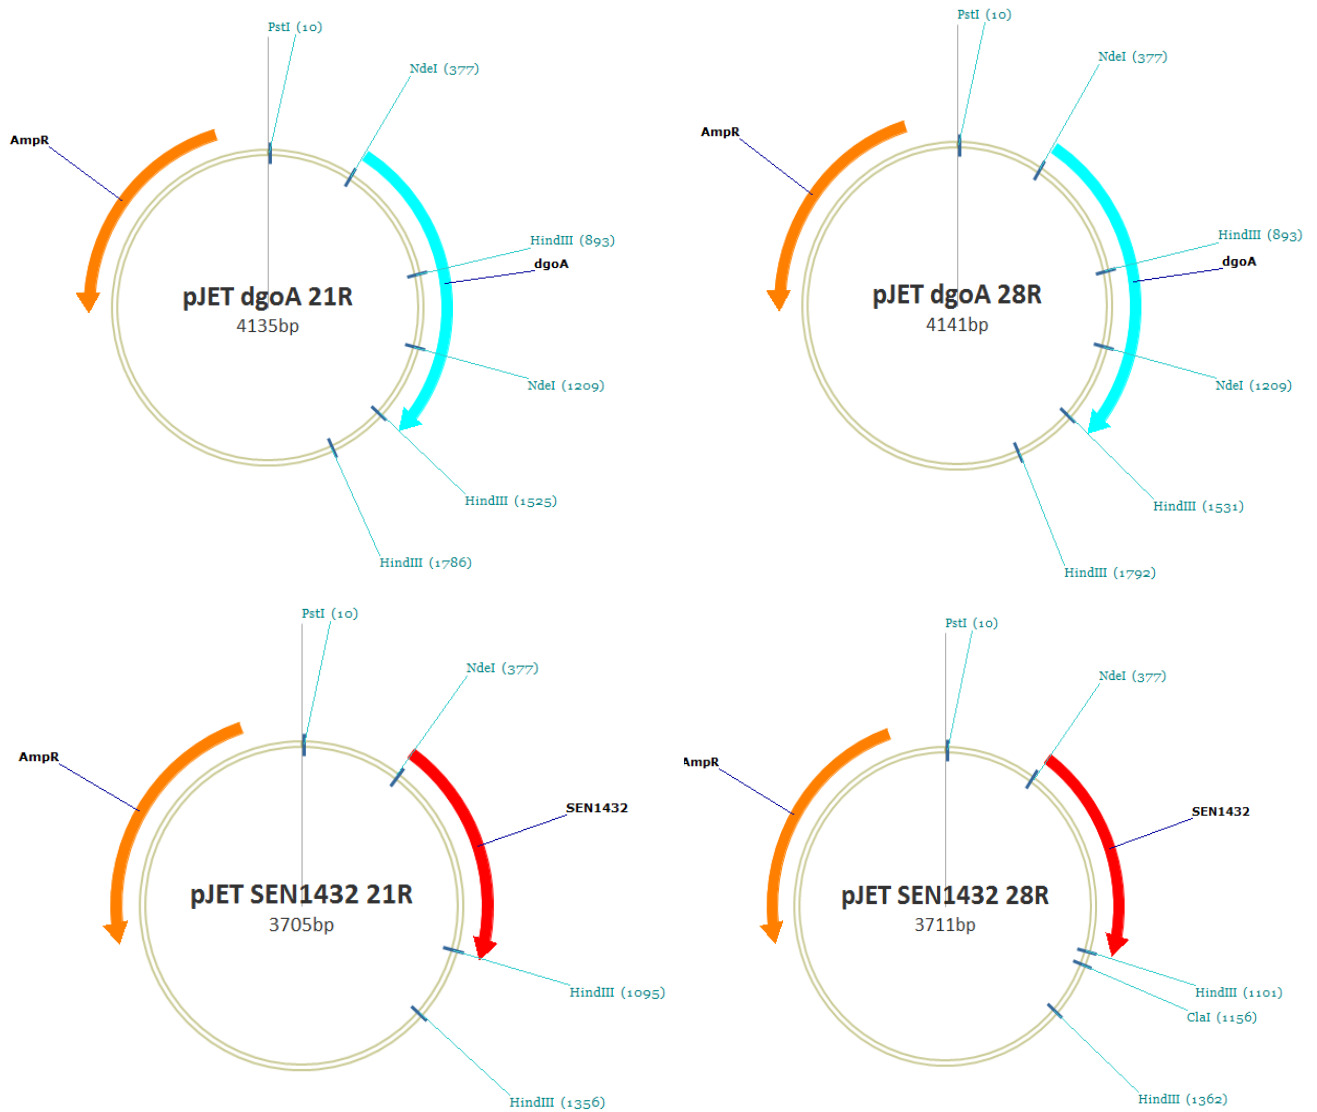 PstI (10)
NdeI (377)
AmpR
HindIII (893)
dgoA
pJET dgoA 21R
4135bp
NdeI (1209)
HindIII (1525)
HindIII (1786)
PstI (10)
NdeI (377)
AmpR
HindIII (893)
dgoA
pJET dgoA 28R
4141bp
NdeI (1209)
HindIII (1531)
HindIII (1792)
PstI (10)
NdeI (377)
AmpR
SEN1432
pJET SEN1432 21R
3705bp
HindIII (1095)
HindIII (1356)
PstI (10)
NdeI (377)
AmpR
SEN1432
pJET SEN1432 28R
3711bp
HindIII (1101)
ClaI (1156)
HindIII (1362)